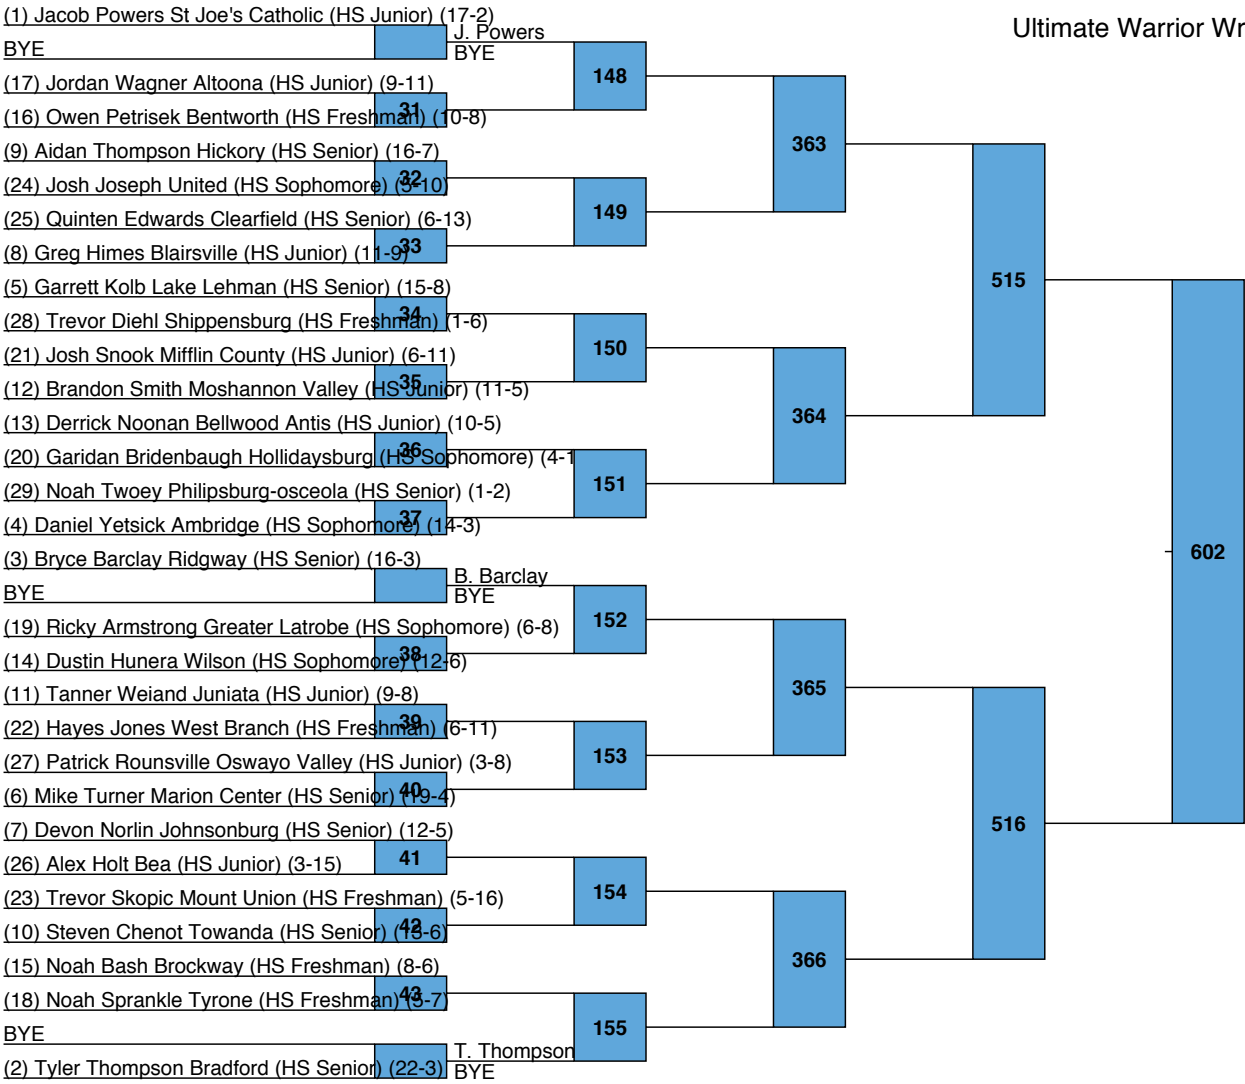 (1) Jacob Powers St Joe's Catholic (HS Junior) (17-2)
Ultimate Warrior Wr
J. Powers
BYE
BYE
148
(17) Jordan Wagner Altoona (HS Junior) (9-11)
31
(16) Owen Petrisek Bentworth (HS Freshman) (10-8)
363
(9) Aidan Thompson Hickory (HS Senior) (16-7)
32
(24) Josh Joseph United (HS Sophomore) (5-10)
149
(25) Quinten Edwards Clearfield (HS Senior) (6-13)
33
(8) Greg Himes Blairsville (HS Junior) (11-9)
515
(5) Garrett Kolb Lake Lehman (HS Senior) (15-8)
34
(28) Trevor Diehl Shippensburg (HS Freshman) (1-6)
150
(21) Josh Snook Mifflin County (HS Junior) (6-11)
35
(12) Brandon Smith Moshannon Valley (HS Junior) (11-5)
364
(13) Derrick Noonan Bellwood Antis (HS Junior) (10-5)
36
(20) Garidan Bridenbaugh Hollidaysburg (HS Sophomore) (4-1
151
(29) Noah Twoey Philipsburg-osceola (HS Senior) (1-2)
37
(4) Daniel Yetsick Ambridge (HS Sophomore) (14-3)
602
(3) Bryce Barclay Ridgway (HS Senior) (16-3)
B. Barclay
BYE
BYE
152
(19) Ricky Armstrong Greater Latrobe (HS Sophomore) (6-8)
38
(14) Dustin Hunera Wilson (HS Sophomore) (12-6)
365
(11) Tanner Weiand Juniata (HS Junior) (9-8)
39
(22) Hayes Jones West Branch (HS Freshman) (6-11)
153
(27) Patrick Rounsville Oswayo Valley (HS Junior) (3-8)
40
(6) Mike Turner Marion Center (HS Senior) (19-4)
516
(7) Devon Norlin Johnsonburg (HS Senior) (12-5)
41
(26) Alex Holt Bea (HS Junior) (3-15)
154
(23) Trevor Skopic Mount Union (HS Freshman) (5-16)
42
(10) Steven Chenot Towanda (HS Senior) (15-6)
366
(15) Noah Bash Brockway (HS Freshman) (8-6)
43
(18) Noah Sprankle Tyrone (HS Freshman) (5-7)
155
BYE
T. Thompson
(2) Tyler Thompson Bradford (HS Senior) (22-3)
BYE